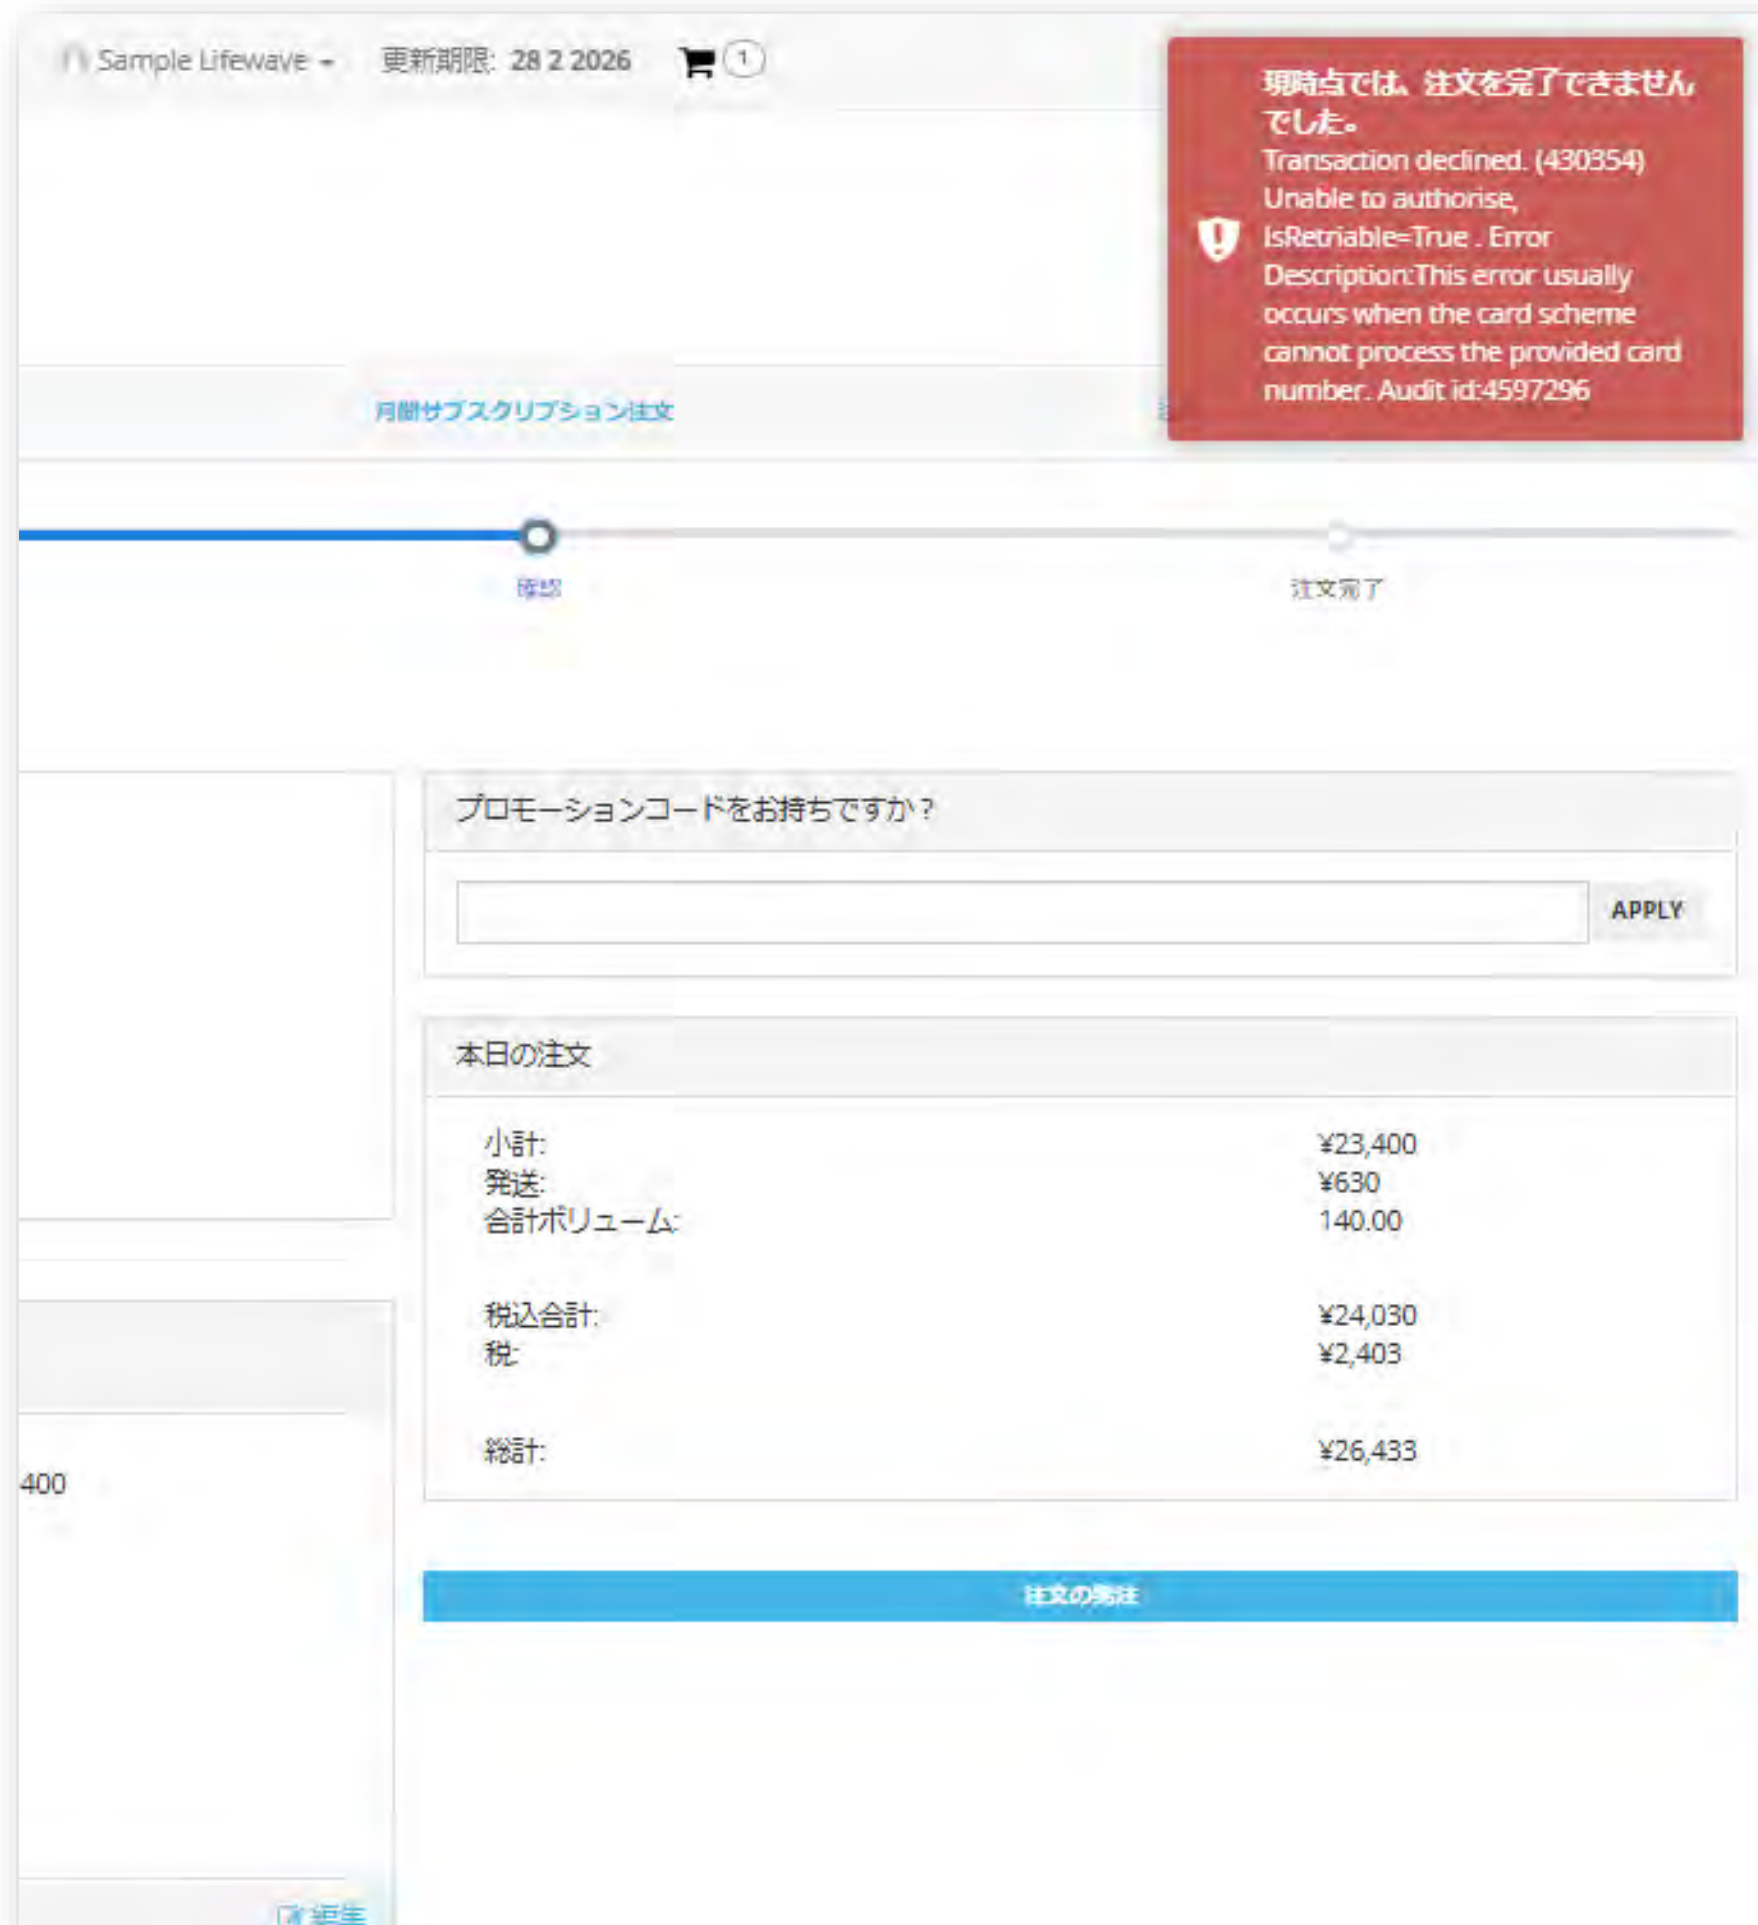 Sample Lifewave
更新期限: 28 2 2026
1
現時点では、注文を完了できません
でした。
Transaction declined. (430354)
Unable to authorise,
IsRetriable=True . Error
Description:This error usually
occurs when the card scheme
cannot process the provided card
number. Audit id:4597296
月間サブスクリプション注文
確認
注文完了
プロモーションコードをお持ちですか？
APPLY
本日の注文
小計: ¥23,400
発送: ¥630
合計ボリューム: 140.00
税込合計: ¥24,030
税: ¥2,403
総計: ¥26,433
400
注文の発注
編集